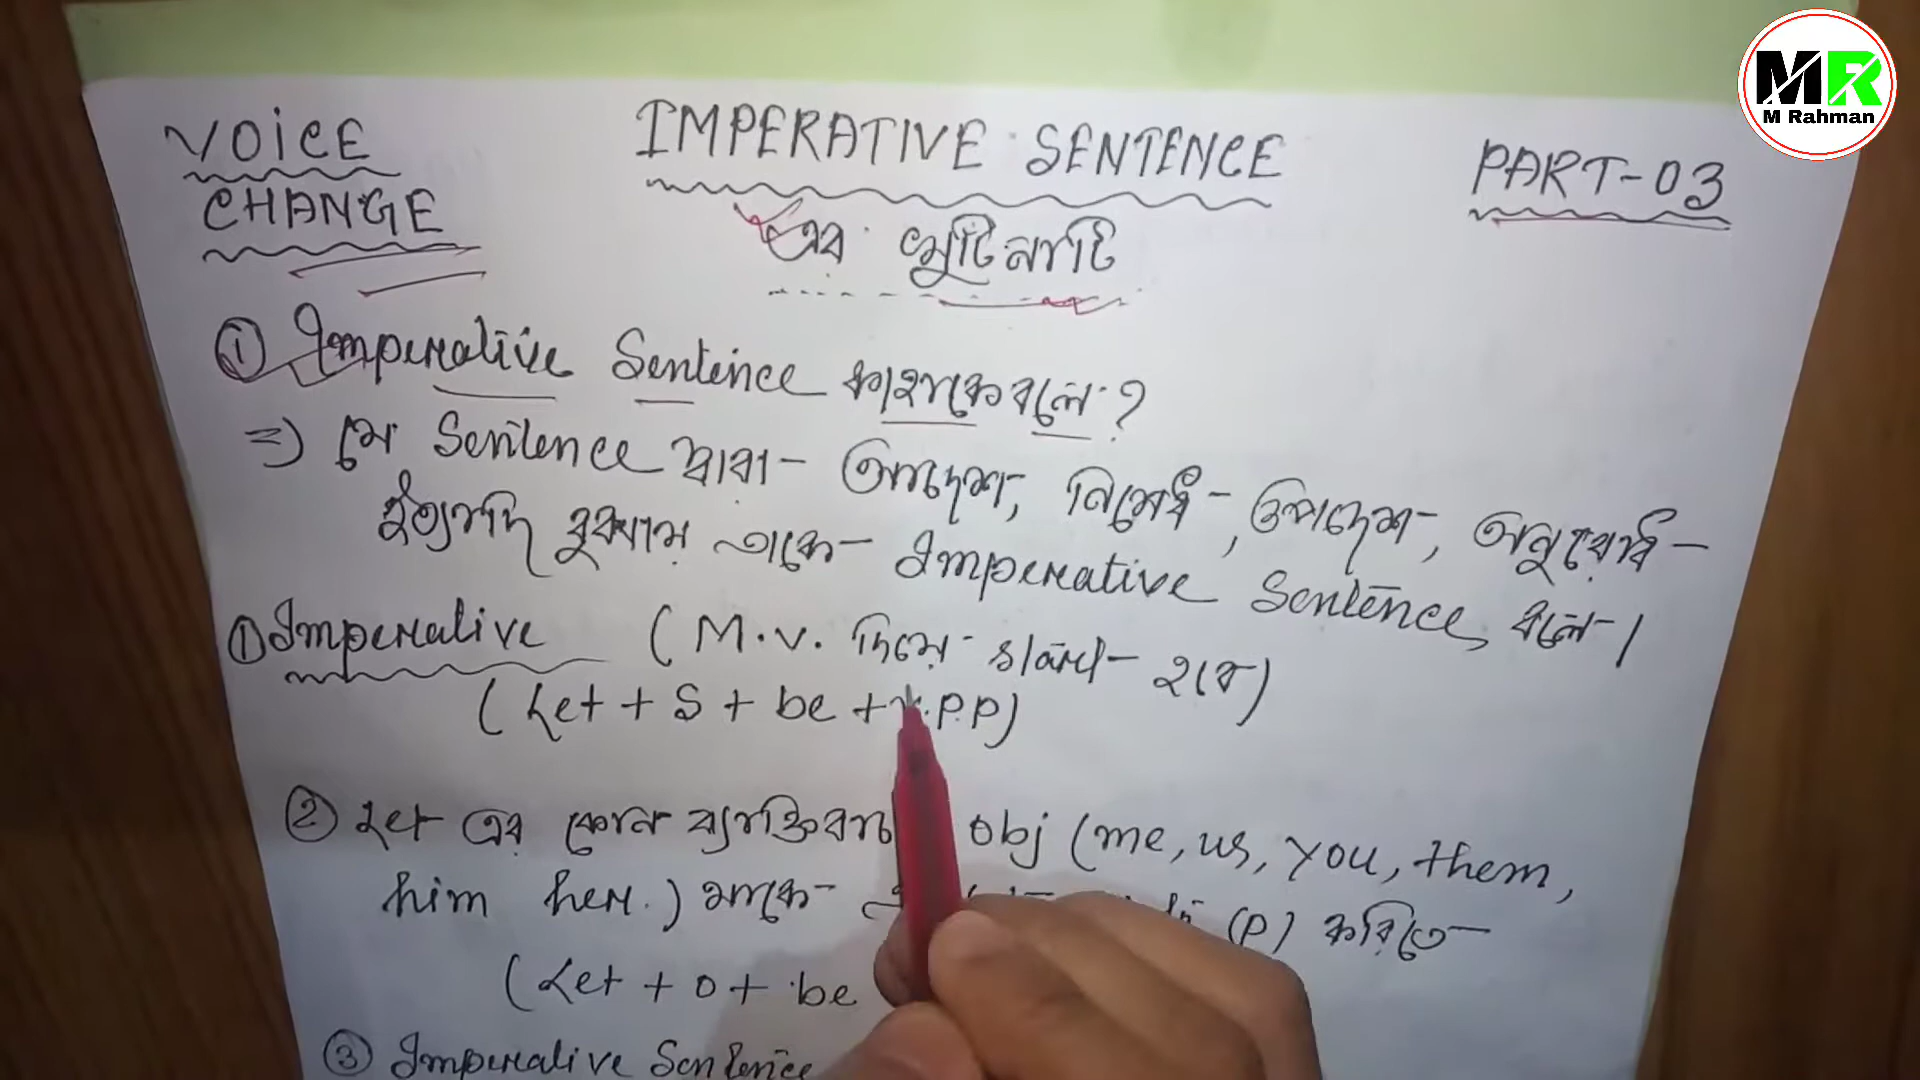 VOICE CHANGE
IMPERATIVE SENTENCE
এর খুটিনাটি
PART-03
MR
M Rahman
① Imperative Sentence কাহাকে বলে?
=> যে Sentence দ্বারা - আদেশ, নিষেধ, উপদেশ, অনুরোধ -
ইত্যাদি বুঝায় তাকে - Imperative Sentence বলে।
① Imperative (M.V. দিয়ে start হবে)
(Let + S + be + v.p.p)
② Let এর কোন ব্যক্তিবাচক obj (me, us, you, them,
him her.) থাকে - (P) করিতে -
(Let + o + be
③ Imperative Sentence